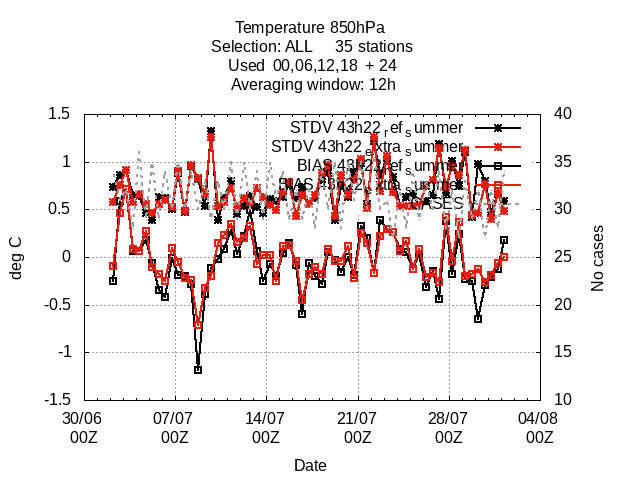 Temperature 850hPa
Selection: ALL 35 stations
Used 00,06,12,18 + 24
Averaging window: 12h
STDV 43h22_ref_summer
STDV 43h22_extra_summer
BIAS 43h22_ref_summer
BIAS 43h22_extra_summer
CASES
1.5
1
0.5
0
-0.5
-1
-1.5
deg C
40
35
30
25
20
15
10
No cases
30/06 00Z
07/07 00Z
14/07 00Z
21/07 00Z
28/07 00Z
04/08 00Z
Date